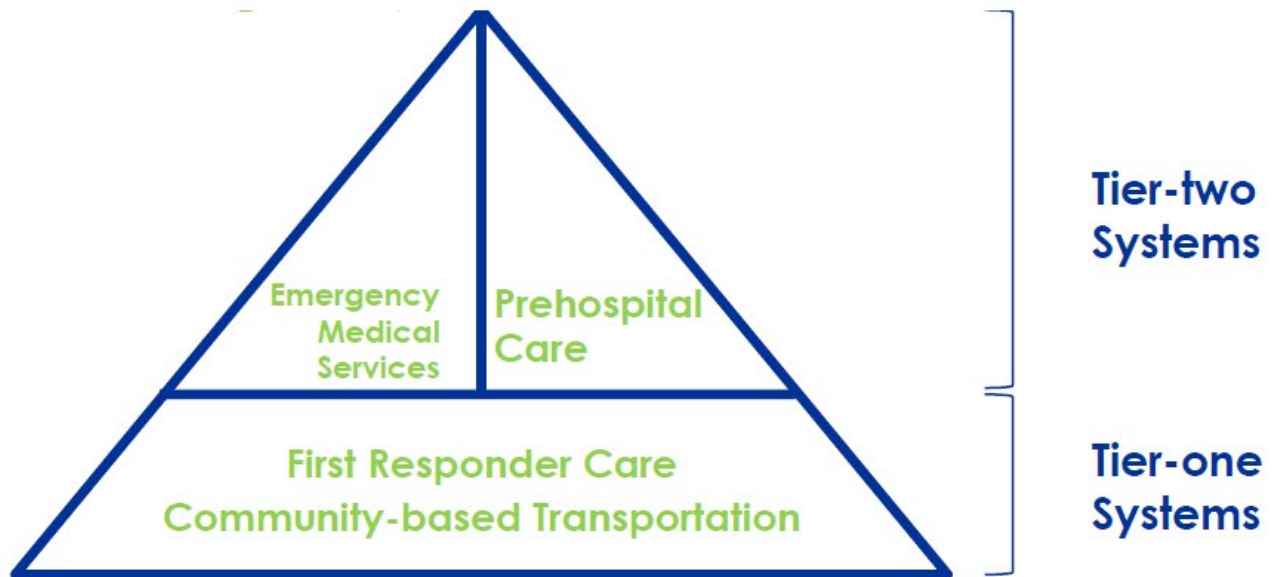 Emergency
Medical
Services
Prehospital
Care
Tier-two
Systems
First Responder Care
Community-based Transportation
Tier-one
Systems